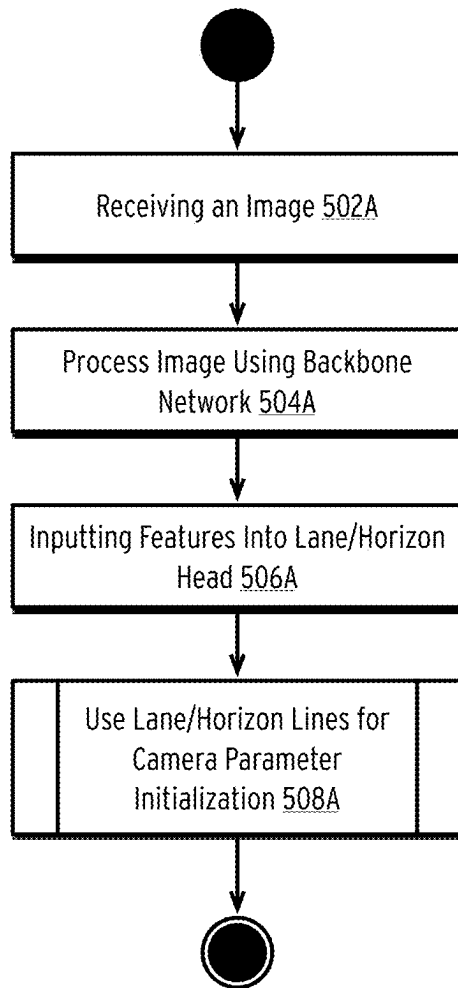 Receiving an Image 502A
Process Image Using Backbone
Network 504A
Inputting Features Into Lane/Horizon
Head 506A
Use Lane/Horizon Lines for
Camera Parameter
Initialization 508A